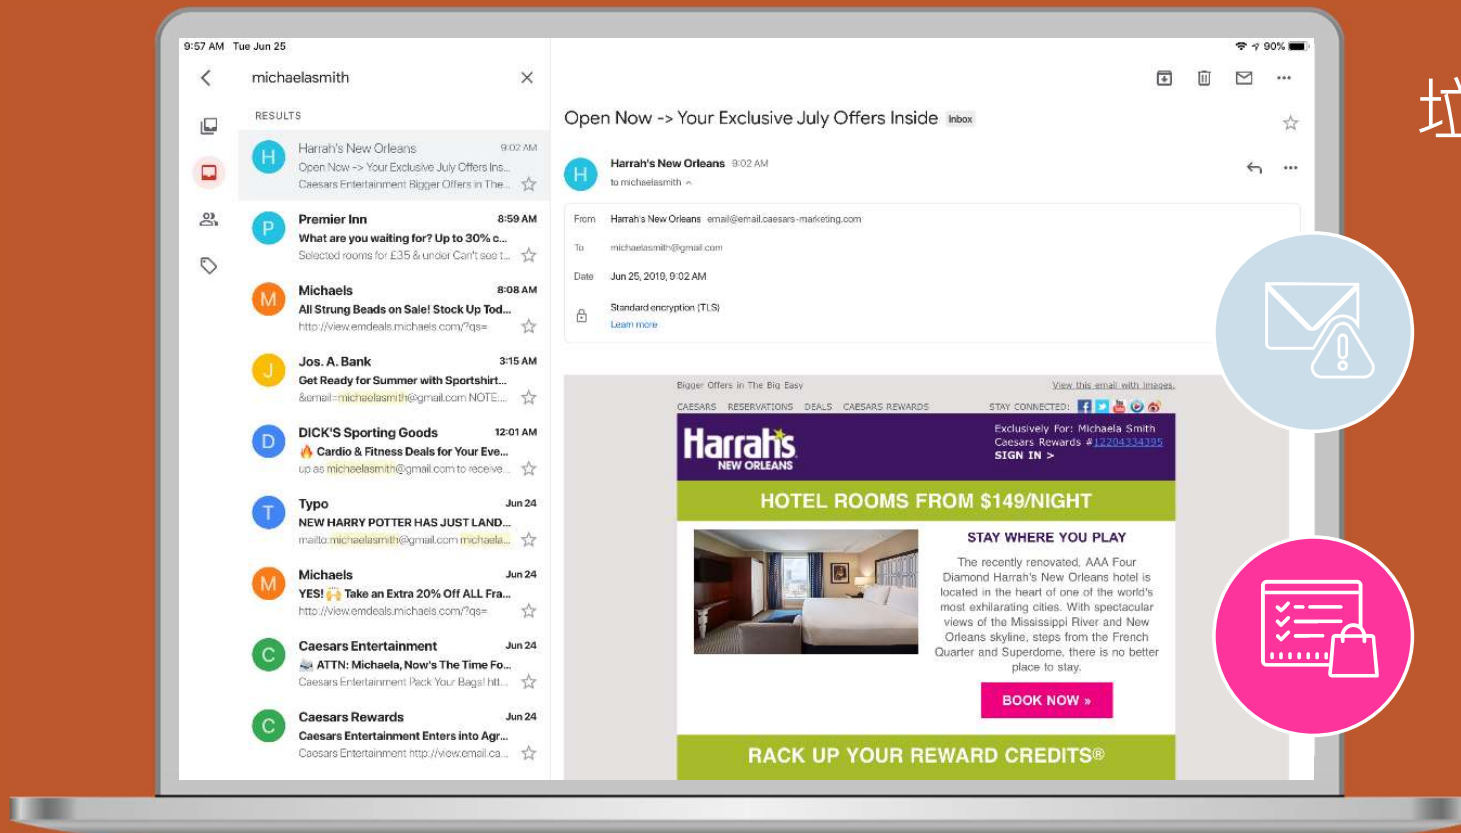 9:57 AM Tue Jun 25
90%
michaelasmith
RESULTS
Harrah's New Orleans 9:02 AM
Open Now -> Your Exclusive July Offers Ins...
Caesars Entertainment Bigger Offers in The...
Premier Inn 8:59 AM
What are you waiting for? Up to 30% c...
Selected rooms for £35 & under Can't see t...
Michaels 8:08 AM
All Strung Beads on Sale! Stock Up Tod...
http://view.emdeals.michaels.com/?qs=
Jos. A. Bank 3:15 AM
Get Ready for Summer with Sportshirt...
&email=michaelasmith@gmail.com NOTE:...
DICK'S Sporting Goods 12:01 AM
🔥 Cardio & Fitness Deals for Your Eve...
up as michaelasmith@gmail.com to receive...
Typo Jun 24
NEW HARRY POTTER HAS JUST LAND...
mailto:michaelasmith@gmail.com michaela...
Michaels Jun 24
YES! 🙌 Take an Extra 20% Off ALL Fra...
http://view.emdeals.michaels.com/?qs=
Caesars Entertainment Jun 24
ATTN: Michaela, Now's The Time Fo...
Caesars Entertainment Pack Your Bags! htt...
Caesars Rewards Jun 24
Caesars Entertainment Enters into Agr...
Caesars Entertainment http://view.email.ca...
Open Now -> Your Exclusive July Offers Inside Inbox
H
Harrah's New Orleans 9:02 AM
to michaelasmith
From Harrah's New Orleans email@email.caesars-marketing.com
To michaelasmith@gmail.com
Date Jun 25, 2019, 9:02 AM
Standard encryption (TLS)
Learn more
Bigger Offers in The Big Easy View this email with images.
CAESARS RESERVATIONS DEALS CAESARS REWARDS STAY CONNECTED:
Harrah's
NEW ORLEANS
Exclusively For: Michaela Smith
Caesars Rewards #12204334395
SIGN IN >
HOTEL ROOMS FROM $149/NIGHT
STAY WHERE YOU PLAY
The recently renovated, AAA Four
Diamond Harrah's New Orleans hotel is
located in the heart of one of the world's
most exhilarating cities. With spectacular
views of the Mississippi River and New
Orleans skyline, steps from the French
Quarter and Superdome, there is no better
place to stay.
BOOK NOW »
RACK UP YOUR REWARD CREDITS®